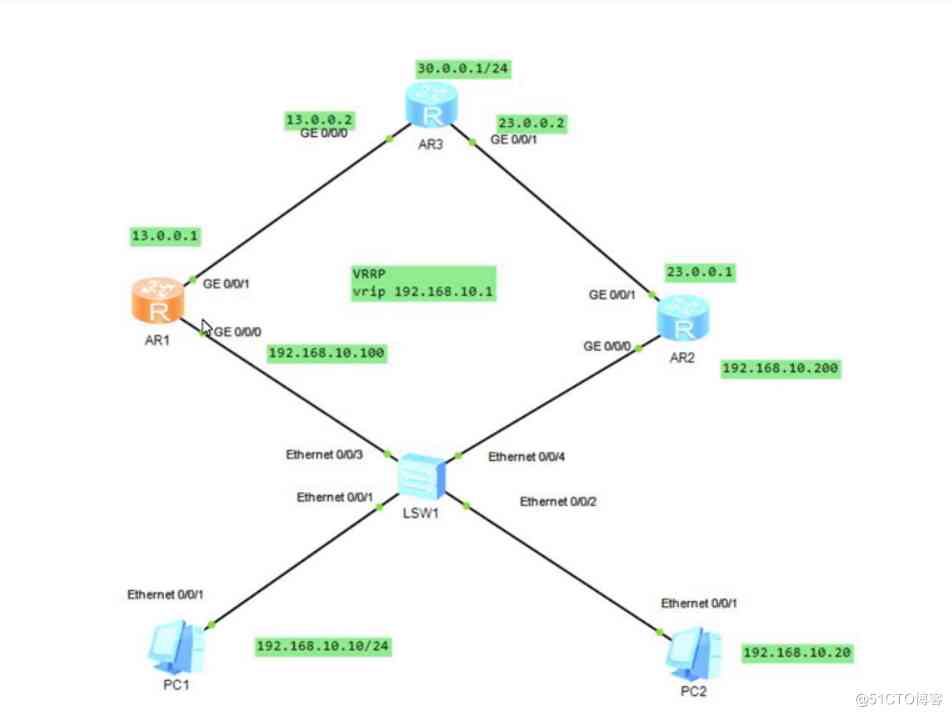 30.0.0.1/24
R
AR3
13.0.0.2
GE 0/0/0
23.0.0.2
GE 0/0/1
13.0.0.1
GE 0/0/1
R
AR1
GE 0/0/0
192.168.10.100
VRRP
vrip 192.168.10.1
23.0.0.1
GE 0/0/1
R
AR2
GE 0/0/0
192.168.10.200
Ethernet 0/0/3
Ethernet 0/0/4
Ethernet 0/0/1
Ethernet 0/0/2
LSW1
Ethernet 0/0/1
192.168.10.10/24
PC1
Ethernet 0/0/1
192.168.10.20
PC2
@51CTO博客